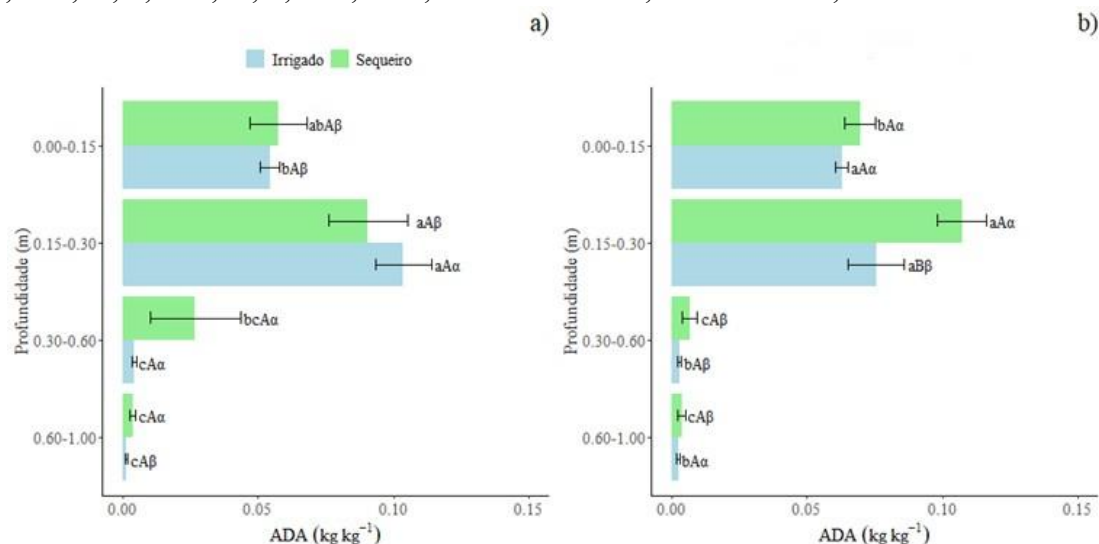 a)
Irrigado Sequeiro
Profundidade (m)
0.00-0.15
0.15-0.30
0.30-0.60
0.60-1.00
abAβ
bAβ
aAβ
aAα
bcAα
cAα
cAα
cAβ
0.00 0.05 0.10 0.15
ADA (kg kg⁻¹)
b)
Profundidade (m)
0.00-0.15
0.15-0.30
0.30-0.60
0.60-1.00
bAα
aAα
aAα
aBβ
cAβ
bAβ
cAβ
bAα
0.00 0.05 0.10 0.15
ADA (kg kg⁻¹)